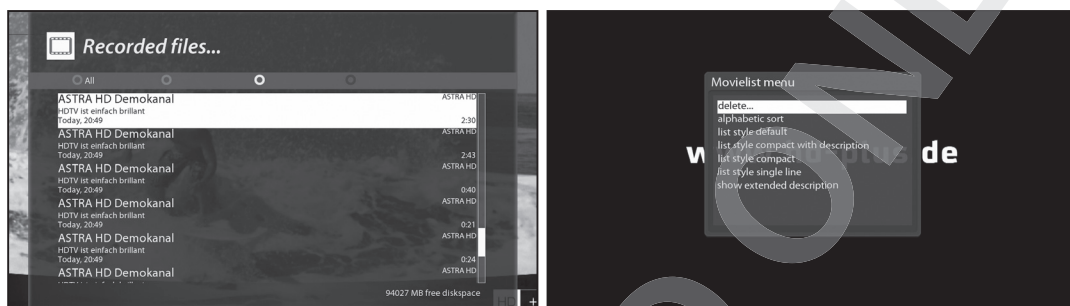 Recorded files...
All
ASTRA HD Demokanal ASTRA HD
HDTV ist einfach brillant
Today, 20:49 2:30
ASTRA HD Demokanal ASTRA HD
HDTV ist einfach brillant
Today, 20:49 2:43
ASTRA HD Demokanal ASTRA HD
HDTV ist einfach brillant
Today, 20:49 0:40
ASTRA HD Demokanal ASTRA HD
HDTV ist einfach brillant
Today, 20:49 0:21
ASTRA HD Demokanal ASTRA HD
HDTV ist einfach brillant
Today, 20:49 0:24
ASTRA HD Demokanal ASTRA HD
94027 MB free diskspace
HD +
Movielist menu
delete...
alphabetic sort
list style default
list style compact with description
list style compact
list style single line
show extended description
de